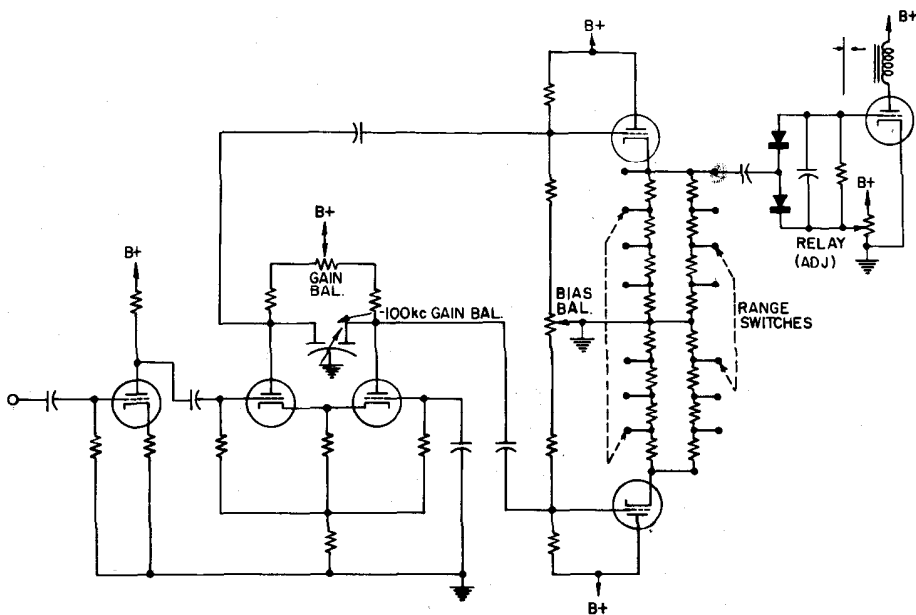 B+
B+
B+
B+
B+
GAIN
BAL.
-100kc GAIN BAL.
BIAS
BAL.
RANGE
SWITCHES
RELAY
(ADJ)
B+